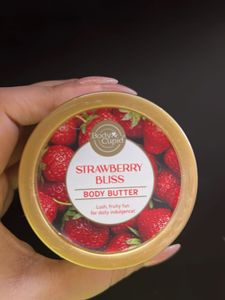 Body
Cupid
STRAWBERRY
BLISS
BODY BUTTER
Lush, fruity fun
for daily indulgence!